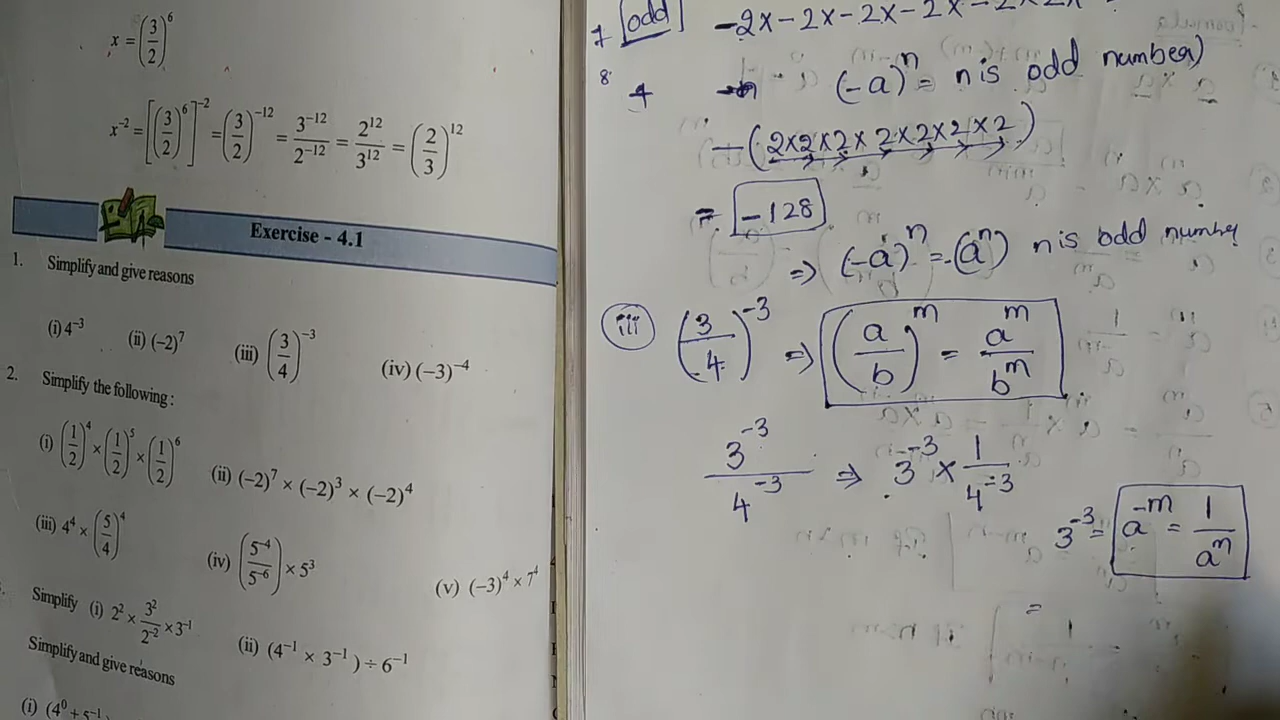 x = (3/2)^6
x^-2 = [(3/2)^6]^-2 = (3/2)^-12 = 3^-12/2^-12 = 2^12/3^12 = (2/3)^12
Exercise - 4.1
1. Simplify and give reasons
(i) 4^-3 (ii) (-2)^7 (iii) (3/4)^-3 (iv) (-3)^-4
2. Simplify the following :
(i) (1/2)^4 × (1/2)^5 × (1/2)^6 (ii) (-2)^7 × (-2)^3 × (-2)^4
(iii) 4^4 × (5/4)^4 (iv) (5^-4/5^-6) × 5^3 (v) (-3)^4 × 7^4
Simplify (i) 2^2 × 3^2/2^-2 × 3^-1 (ii) (4^-1 × 3^-1) ÷ 6^-1
Simplify and give reasons
(i) (4^0 + 5^-1)
odd -2x-2x-2x-2x-2x
(-a)^n = n is odd number)
-(2×2×2×2×2×2×2)
= -128
⇒ (-a)^n = -(a^n) n is odd number
iii (3/4)^-3 ⇒ (a/b)^m = a^m/b^m
3^-3/4^-3 ⇒ 3^-3 × 1/4^-3
3^-3 = a^-m = 1/a^m
=